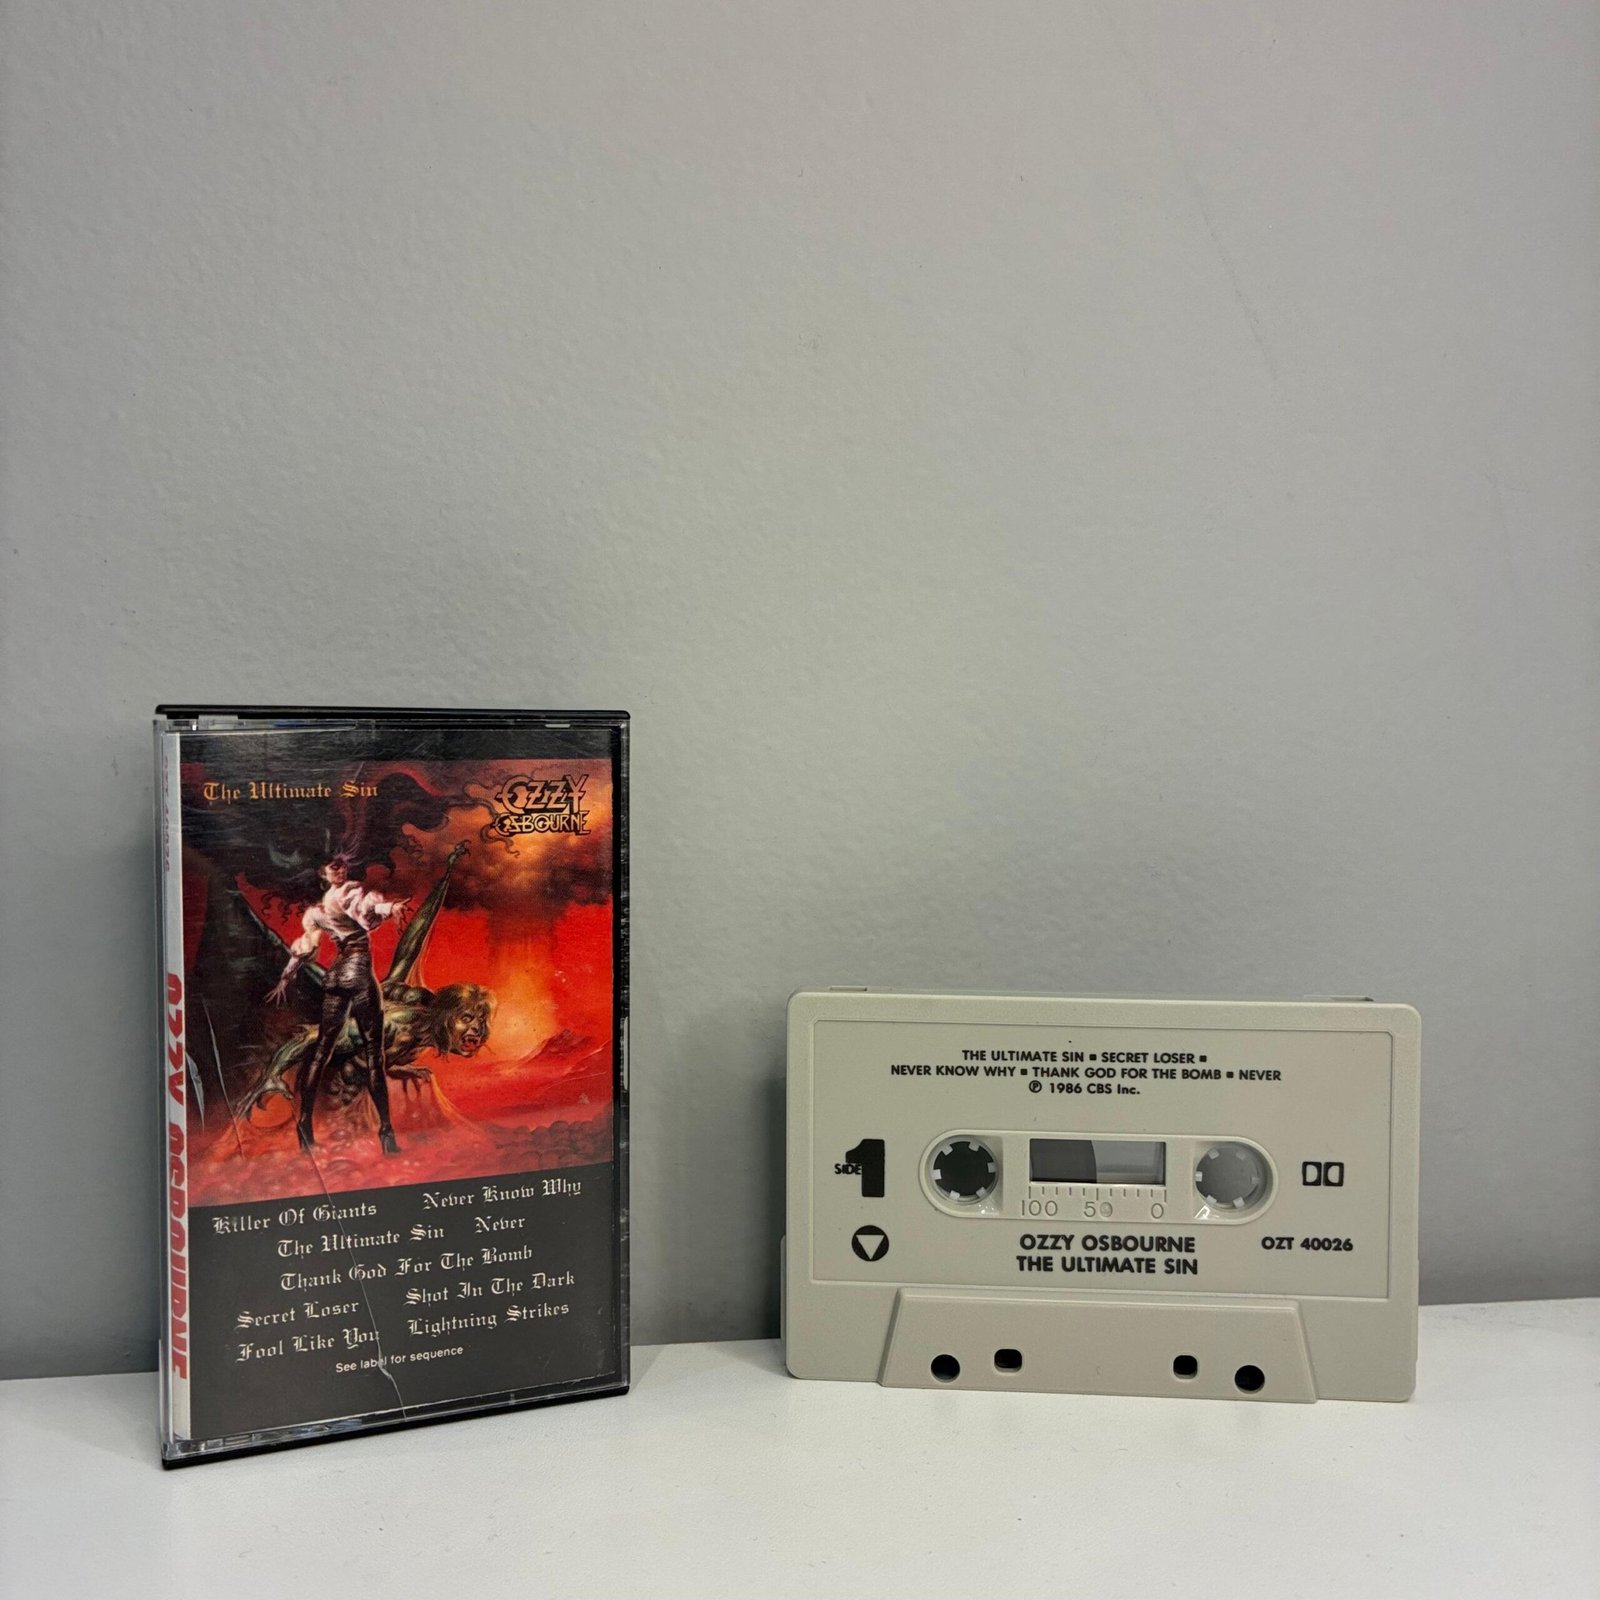 The Ultimate Sin
OZZY
OSBOURNE
OZZY OSBOURNE
Killer Of Giants Never Know Why
The Ultimate Sin Never
Thank God For The Bomb
Secret Loser Shot In The Dark
Fool Like You Lightning Strikes
See label for sequence
THE ULTIMATE SIN ■ SECRET LOSER ■
NEVER KNOW WHY ■ THANK GOD FOR THE BOMB ■ NEVER
℗ 1986 CBS Inc.
SIDE 1
100 50 0
OZZY OSBOURNE
THE ULTIMATE SIN
OZT 40026